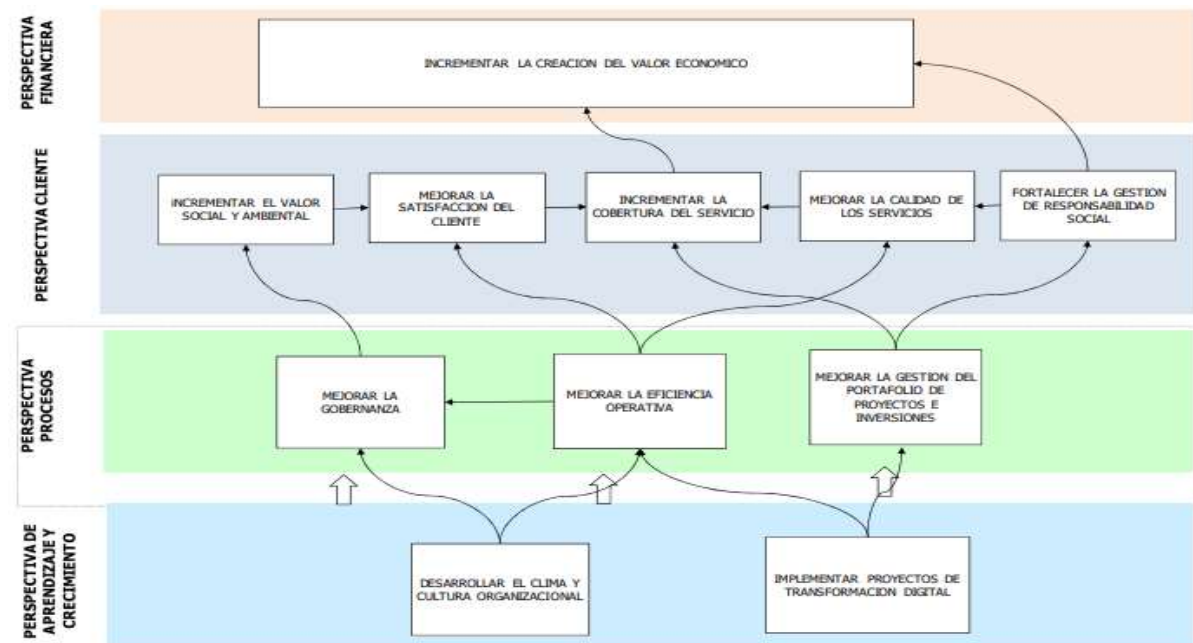 PERSPECTIVA
FINANCIERA
INCREMENTAR LA CREACION DEL VALOR ECONOMICO
PERSPECTIVA CLIENTE
iNCREMENTAR EL VALOR
SOCIAL Y AMBIENTAL
MEJORAR LA
SATISFACCION DEL
CLIENTE
INCREMENTAR LA
COBERTURA DEL SERVICIO
MEJORAR LA CALIDAD DE
LOS SERVICIOS
FORTALECER LA GESTION
DE RESPONSABILIDAD
SOCIAL
PERSPECTIVA
PROCESOS
MEJORAR LA
GOBERNANZA
MEJORAR LA EFICIENCIA
OPERATIVA
MEJORAR LA GESTION DEL
PORTAFOLIO DE
PROYECTOS E
INVERSIONES
PERSPECTIVA DE
APRENDIZAJE Y
CRECIMIENTO
DESARROLLAR EL CLIMA Y
CULTURA ORGANIZACIONAL
IMPLEMENTAR PROYECTOS DE
TRANSFORMACION DIGITAL